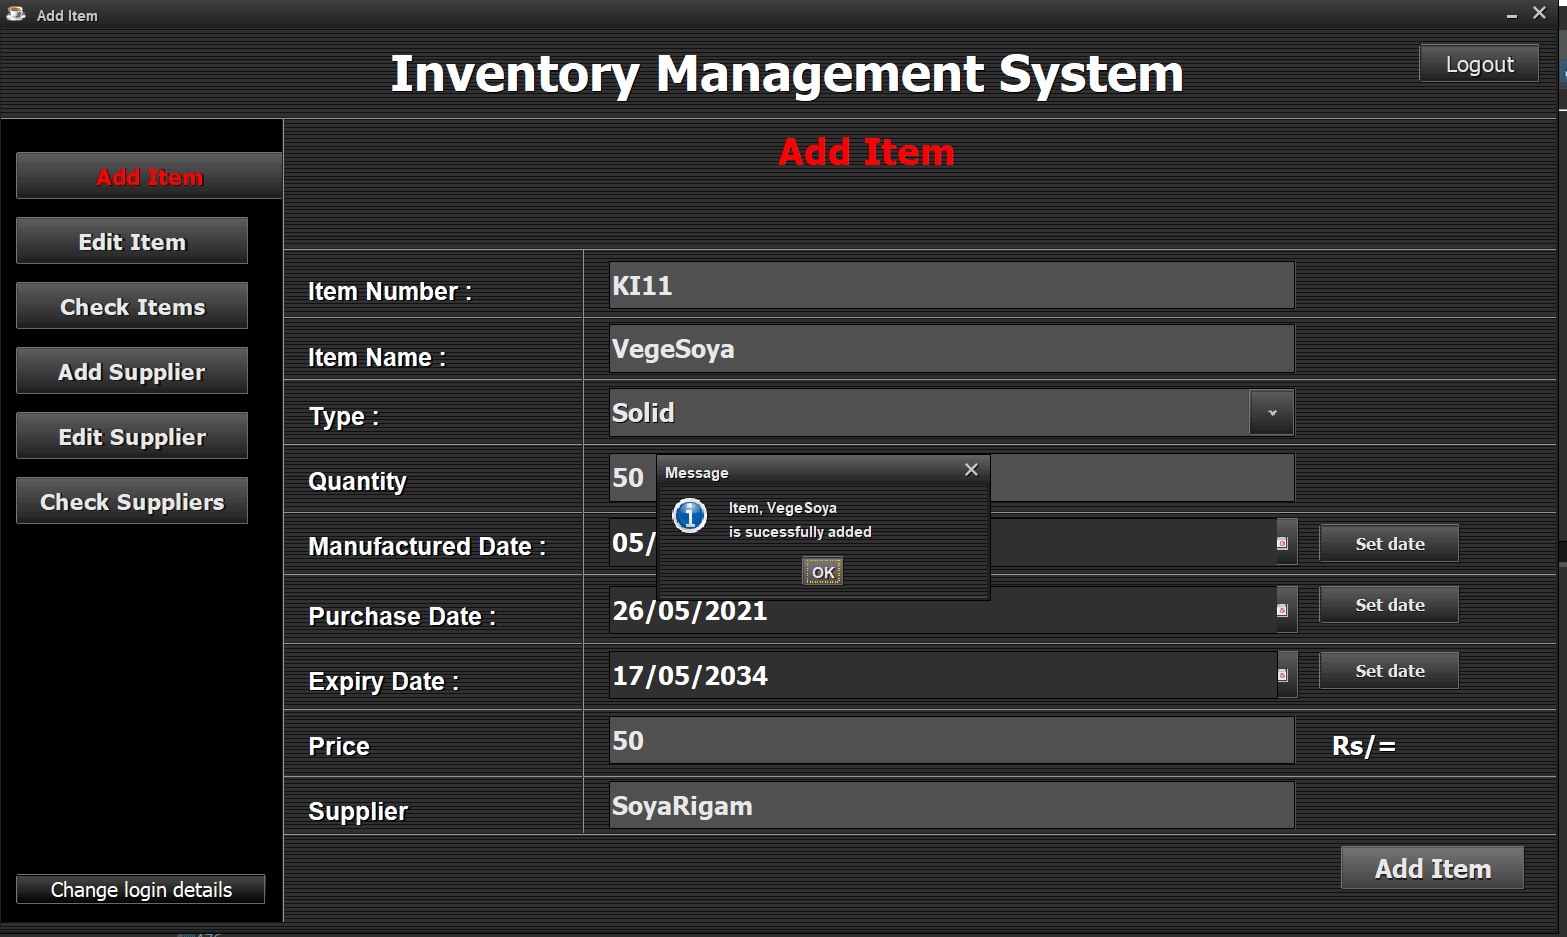 Add Item
Inventory Management System
Logout
Add Item
Add Item
Edit Item
Check Items
Add Supplier
Edit Supplier
Check Suppliers
Change login details
Item Number :
KI11
Item Name :
VegeSoya
Type :
Solid
Quantity
50
Message
Item, VegeSoya
is sucessfully added
OK
Manufactured Date :
05/
Set date
Purchase Date :
26/05/2021
Set date
Expiry Date :
17/05/2034
Set date
Price
50
Rs/=
Supplier
SoyaRigam
Add Item